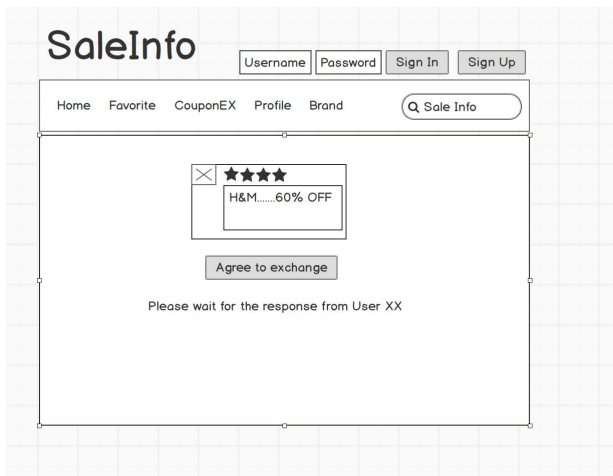 SaleInfo
Username Password Sign In Sign Up
Home Favorite CouponEX Profile Brand Sale Info
H&M.......60% OFF
Agree to exchange
Please wait for the response from User XX